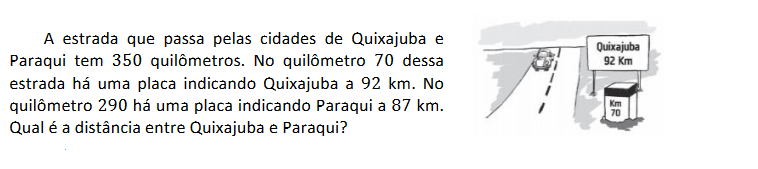 A estrada que passa pelas cidades de Quixajuba e
Paraqui tem 350 quilômetros. No quilômetro 70 dessa
estrada há uma placa indicando Quixajuba a 92 km. No
quilômetro 290 há uma placa indicando Paraqui a 87 km.
Qual é a distância entre Quixajuba e Paraqui?
Quixajuba
92 Km
Km
70